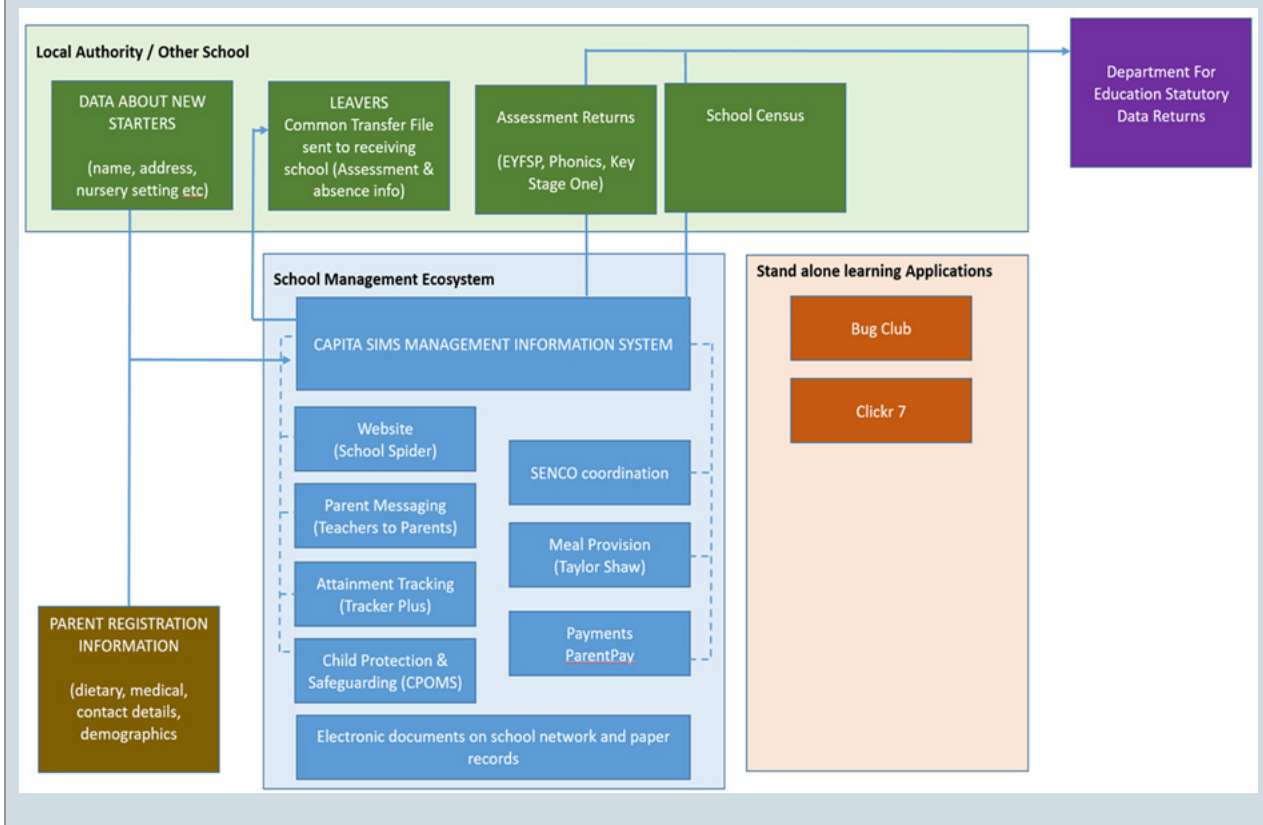 Local Authority / Other School
DATA ABOUT NEW
STARTERS
(name, address,
nursery setting etc)
LEAVERS
Common Transfer File
sent to receiving
school (Assessment &
absence info)
Assessment Returns
(EYFSP, Phonics, Key
Stage One)
School Census
Department For
Education Statutory
Data Returns
School Management Ecosystem
CAPITA SIMS MANAGEMENT INFORMATION SYSTEM
Website
(School Spider)
Parent Messaging
(Teachers to Parents)
Attainment Tracking
(Tracker Plus)
Child Protection &
Safeguarding (CPOMS)
SENCO coordination
Meal Provision
(Taylor Shaw)
Payments
ParentPay
Electronic documents on school network and paper
records
Stand alone learning Applications
Bug Club
Clickr 7
PARENT REGISTRATION
INFORMATION
(dietary, medical,
contact details,
demographics